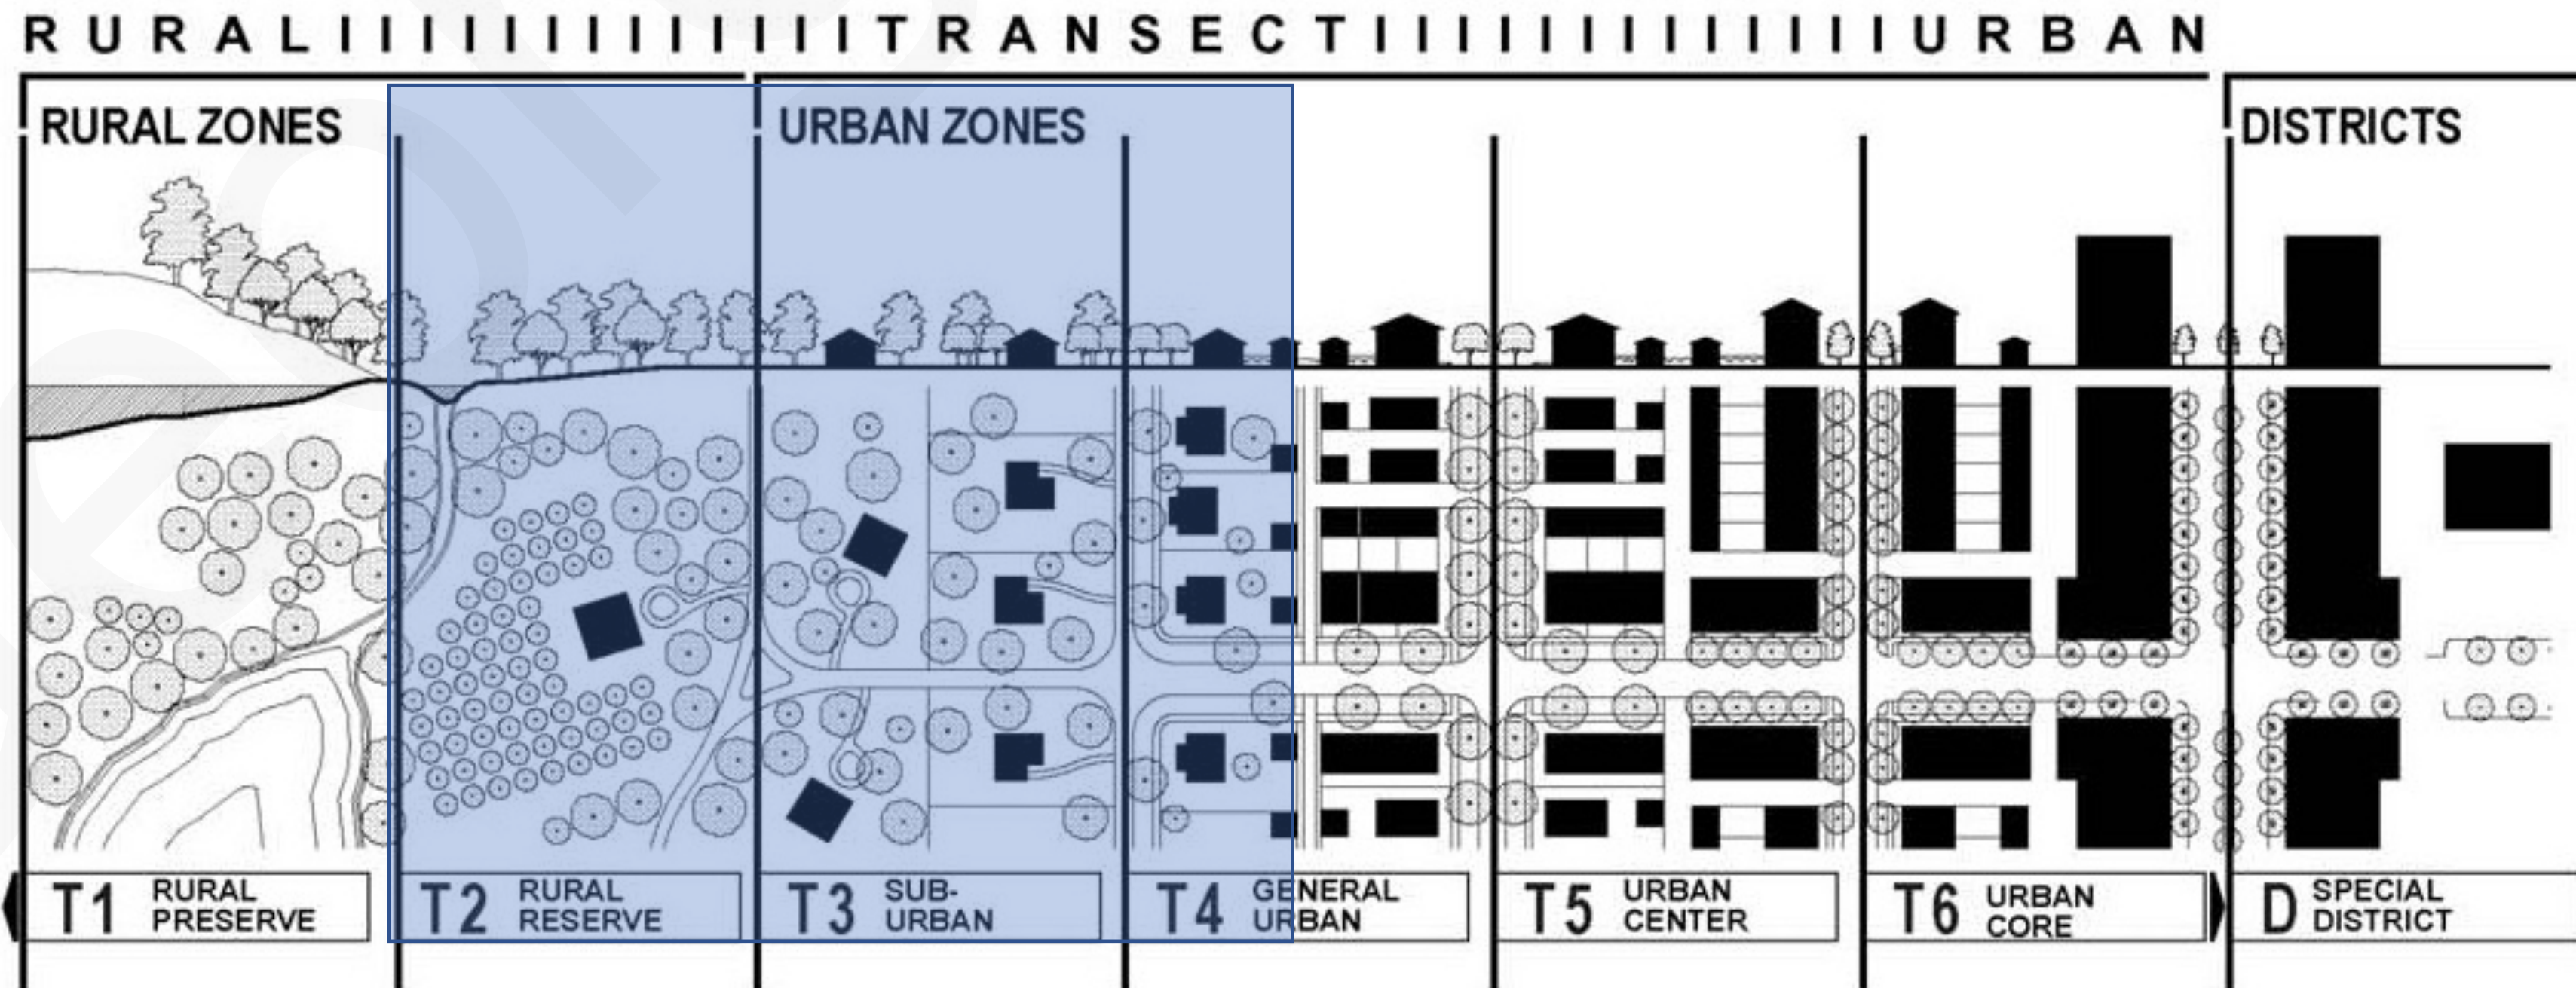 RURAL I I I I I I I I I I I I I TRANSECT I I I I I I I I I I I I I URBAN
RURAL ZONES
URBAN ZONES
DISTRICTS
T1 RURAL
PRESERVE
T2 RURAL
RESERVE
T3 SUB-
URBAN
T4 GENERAL
URBAN
T5 URBAN
CENTER
T6 URBAN
CORE
D SPECIAL
DISTRICT